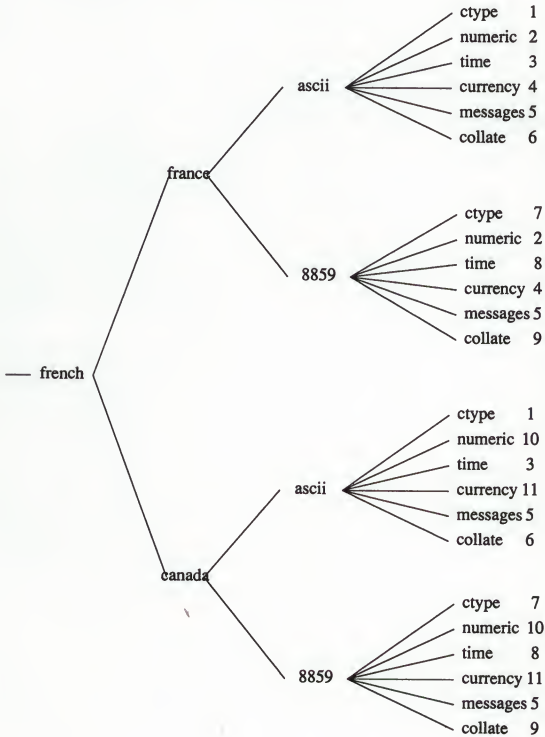 ctype 1
numeric 2
time 3
ascii
currency 4
messages 5
collate 6
france
ctype 7
numeric 2
8859
time 8
currency 4
messages 5
collate 9
french
ctype 1
numeric 10
time 3
ascii
currency 11
messages 5
collate 6
canada
ctype 7
numeric 10
time 8
8859
currency 11
messages 5
collate 9